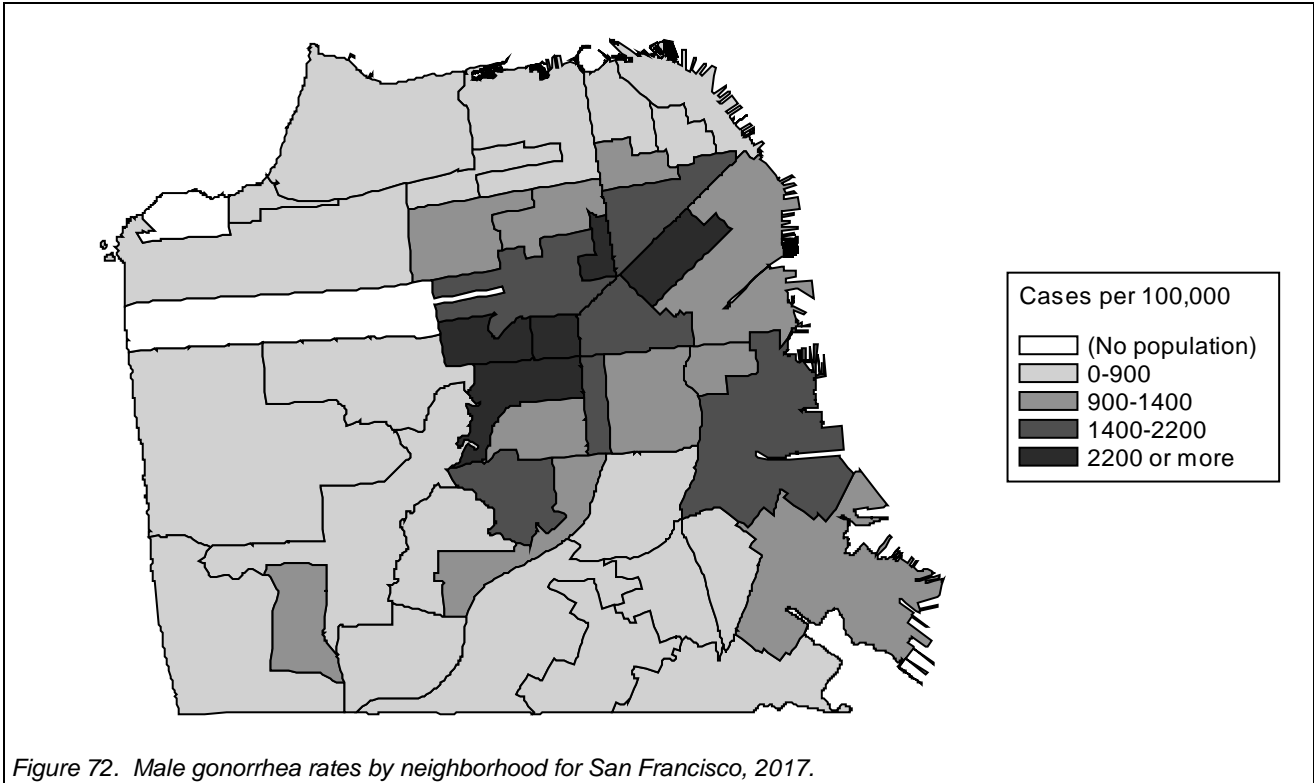 Cases per 100,000
(No population)
0-900
900-1400
1400-2200
2200 or more
Figure 72. Male gonorrhea rates by neighborhood for San Francisco, 2017.